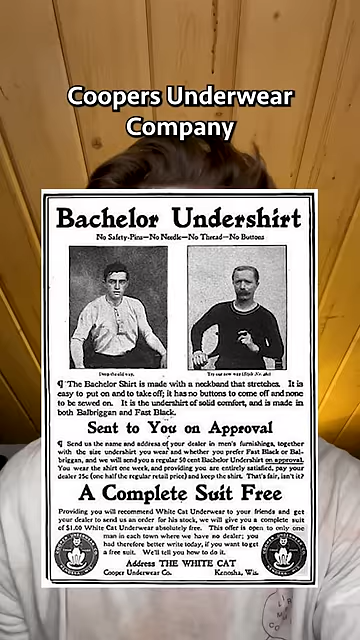 Coopers Underwear
Company
Bachelor Undershirt
No Safety-Pins—No Needle—No Thread—No Buttons
Drop the old way.
Try our new way (Style No. 461)
¶ The Bachelor Shirt is made with a neckband that stretches. It is
easy to put on and to take off; it has no buttons to come off and none
to be sewed on. It is the undershirt of solid comfort, and is made in
both Balbriggan and Fast Black.
Sent to You on Approval
¶ Send us the name and address of your dealer in men's furnishings, together
with the size undershirt you wear and whether you prefer Fast Black or Bal-
briggan, and we will send you a regular 50 cent Bachelor Undershirt on approval.
You wear the shirt one week, and providing you are entirely satisfied, pay your
dealer 25c (one half the regular retail price) and keep the shirt. That's fair, isn't it?
A Complete Suit Free
Providing you will recommend White Cat Underwear to your friends and get
your dealer to send us an order for his stock, we will give you a complete suit
of $1.00 White Cat Underwear absolutely free. This offer is open to only one
man in each town where we have no dealer; you
had therefore better write today, if you want to get
a free suit. We'll tell you how to do it.
Address THE WHITE CAT
Cooper Underwear Co. Kenosha, Wis.